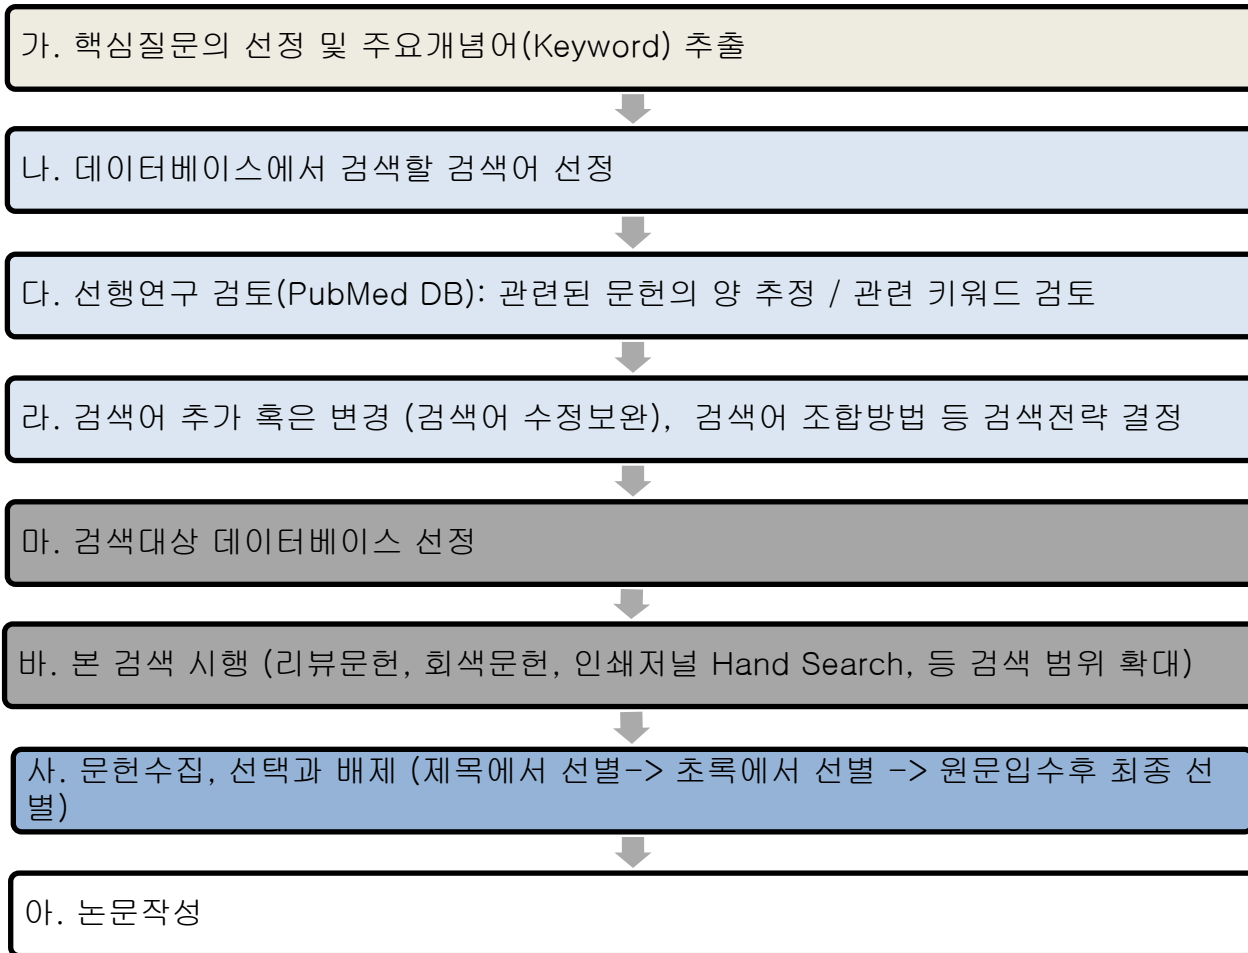 가. 핵심질문의 선정 및 주요개념어(Keyword) 추출
나. 데이터베이스에서 검색할 검색어 선정
다. 선행연구 검토(PubMed DB): 관련된 문헌의 양 추정 / 관련 키워드 검토
라. 검색어 추가 혹은 변경 (검색어 수정보완), 검색어 조합방법 등 검색전략 결정
마. 검색대상 데이터베이스 선정
바. 본 검색 시행 (리뷰문헌, 회색문헌, 인쇄저널 Hand Search, 등 검색 범위 확대)
사. 문헌수집, 선택과 배제 (제목에서 선별-> 초록에서 선별 -> 원문입수후 최종 선
별)
아. 논문작성